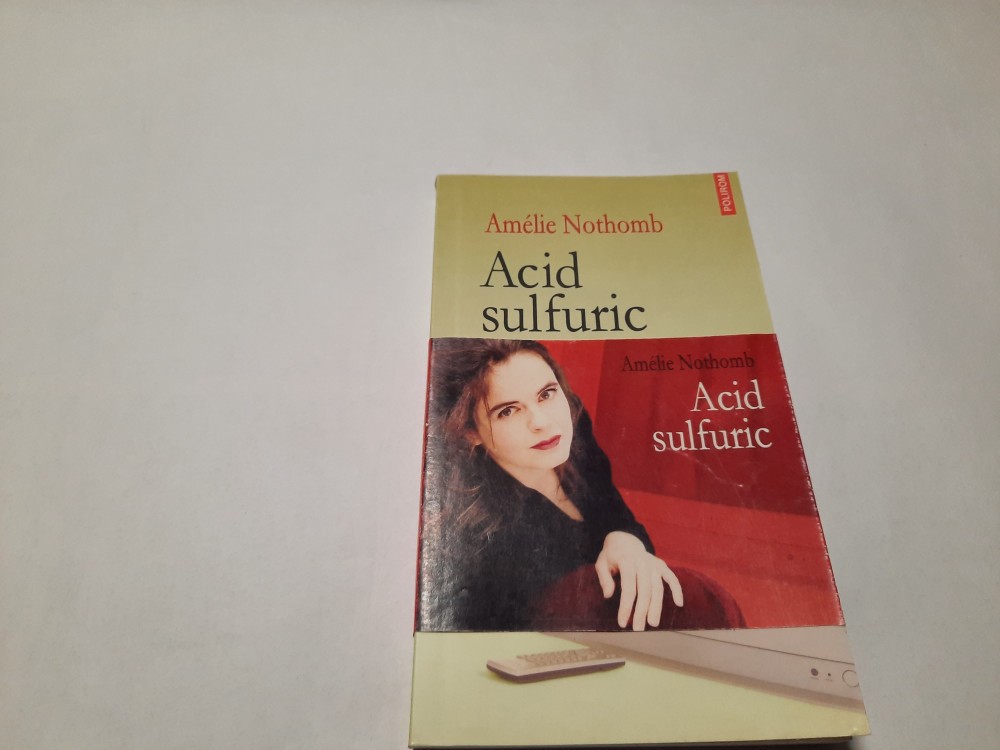 POLIROM
Amélie Nothomb
Acid
sulfuric
Amélie Nothomb
Acid
sulfuric